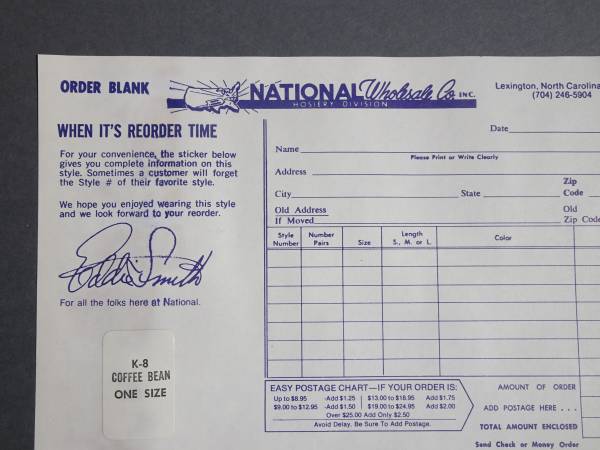 ORDER BLANK
NATIONAL Wholesale Co. INC.
HOSIERY DIVISION
Lexington, North Carolina
(704) 246-5904
WHEN IT'S REORDER TIME
For your convenience, the sticker below
gives you complete information on this
style. Sometimes a customer will forget
the Style # of their favorite style.
We hope you enjoyed wearing this style
and we look forward to your reorder.
Eddie Smith
For all the folks here at National.
K-8
COFFEE BEAN
ONE SIZE
Date
Name
Please Print or Write Clearly
Address
Zip
City State Code
Old Address Old
If Moved Zip Code
Style Number Number Pairs Size Length S., M. or L. Color
EASY POSTAGE CHART—IF YOUR ORDER IS:
Up to $8.95 -Add $1.25 $13.00 to $18.95 Add $1.75
$9.00 to $12.95 -Add $1.50 $19.00 to $24.95 Add $2.00
Over $25.00 Add Only $2.50
Avoid Delay. Be Sure To Add Postage.
AMOUNT OF ORDER
ADD POSTAGE HERE . . .
TOTAL AMOUNT ENCLOSED
Send Check or Money Order